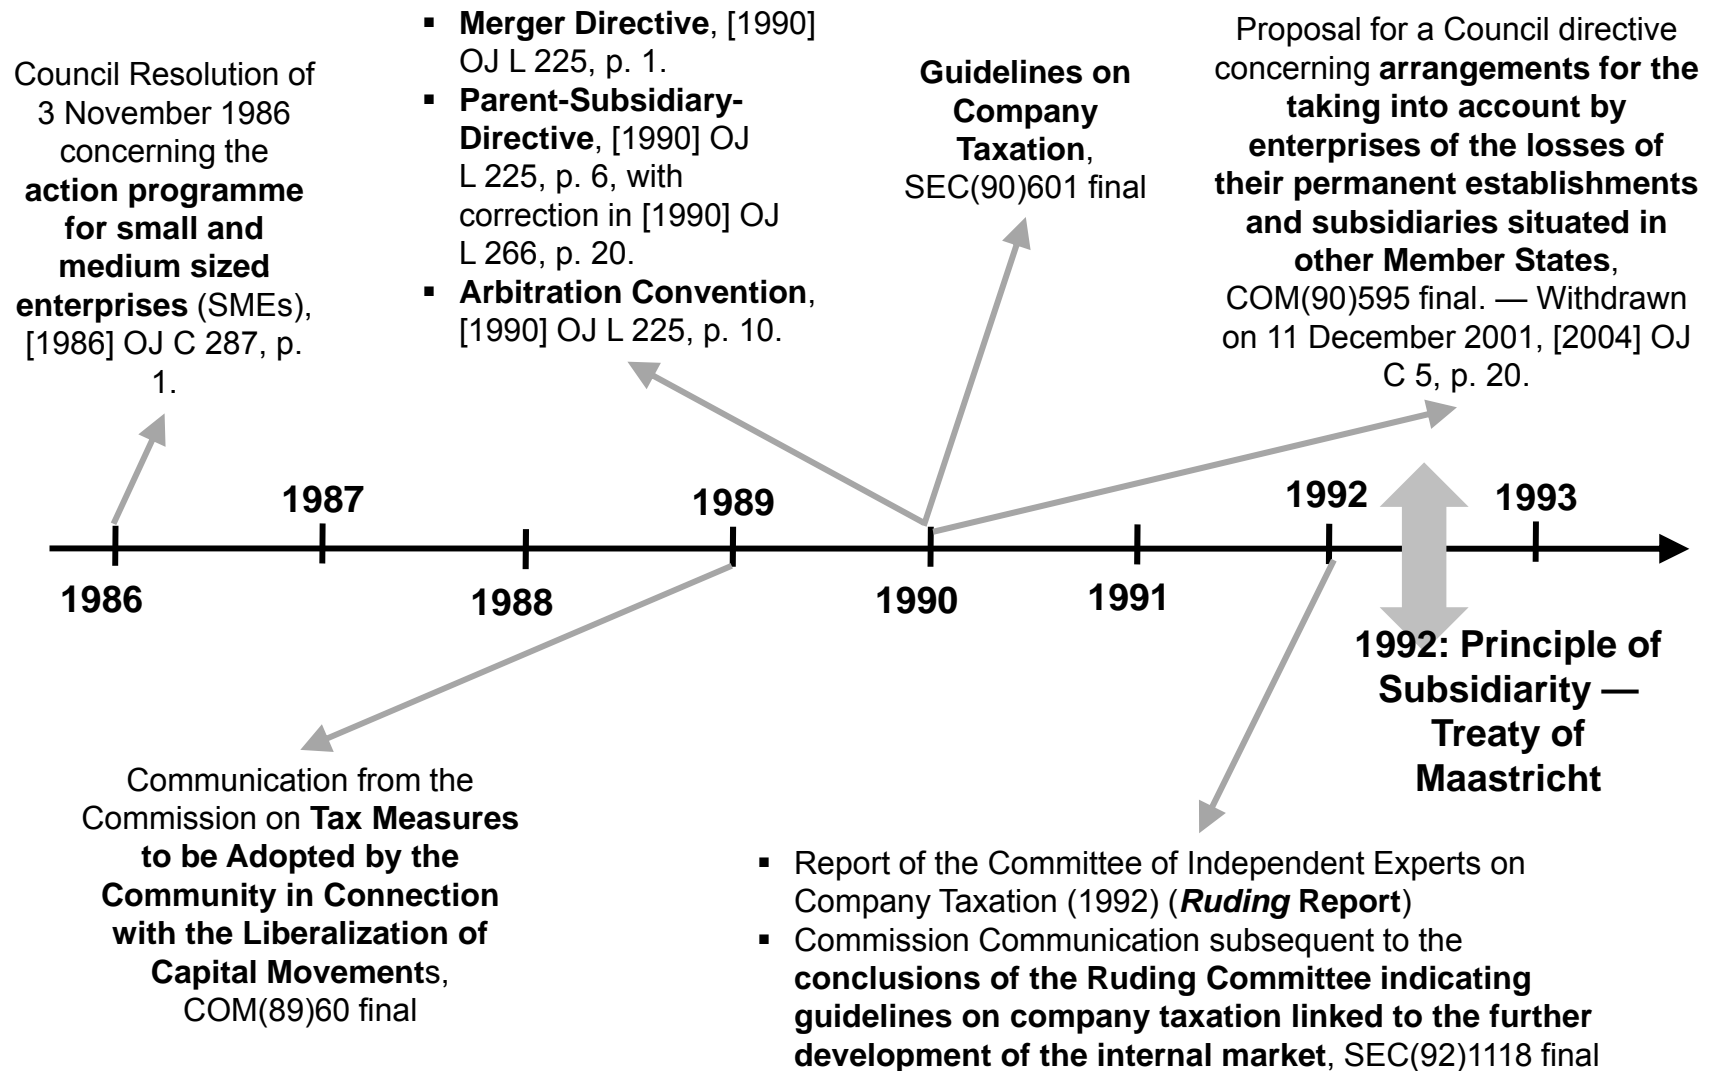 Council Resolution of
3 November 1986
concerning the
action programme
for small and
medium sized
enterprises (SMEs),
[1986] OJ C 287, p.
1.
▪ Merger Directive, [1990]
OJ L 225, p. 1.
▪ Parent-Subsidiary-
Directive, [1990] OJ
L 225, p. 6, with
correction in [1990] OJ
L 266, p. 20.
▪ Arbitration Convention,
[1990] OJ L 225, p. 10.
Guidelines on
Company
Taxation,
SEC(90)601 final
Proposal for a Council directive
concerning arrangements for the
taking into account by
enterprises of the losses of
their permanent establishments
and subsidiaries situated in
other Member States,
COM(90)595 final. — Withdrawn
on 11 December 2001, [2004] OJ
C 5, p. 20.
1987
1989
1992
1993
1986
1988
1990
1991
1992: Principle of
Subsidiarity —
Treaty of
Maastricht
Communication from the
Commission on Tax Measures
to be Adopted by the
Community in Connection
with the Liberalization of
Capital Movements,
COM(89)60 final
▪ Report of the Committee of Independent Experts on
Company Taxation (1992) (Ruding Report)
▪ Commission Communication subsequent to the
conclusions of the Ruding Committee indicating
guidelines on company taxation linked to the further
development of the internal market, SEC(92)1118 final